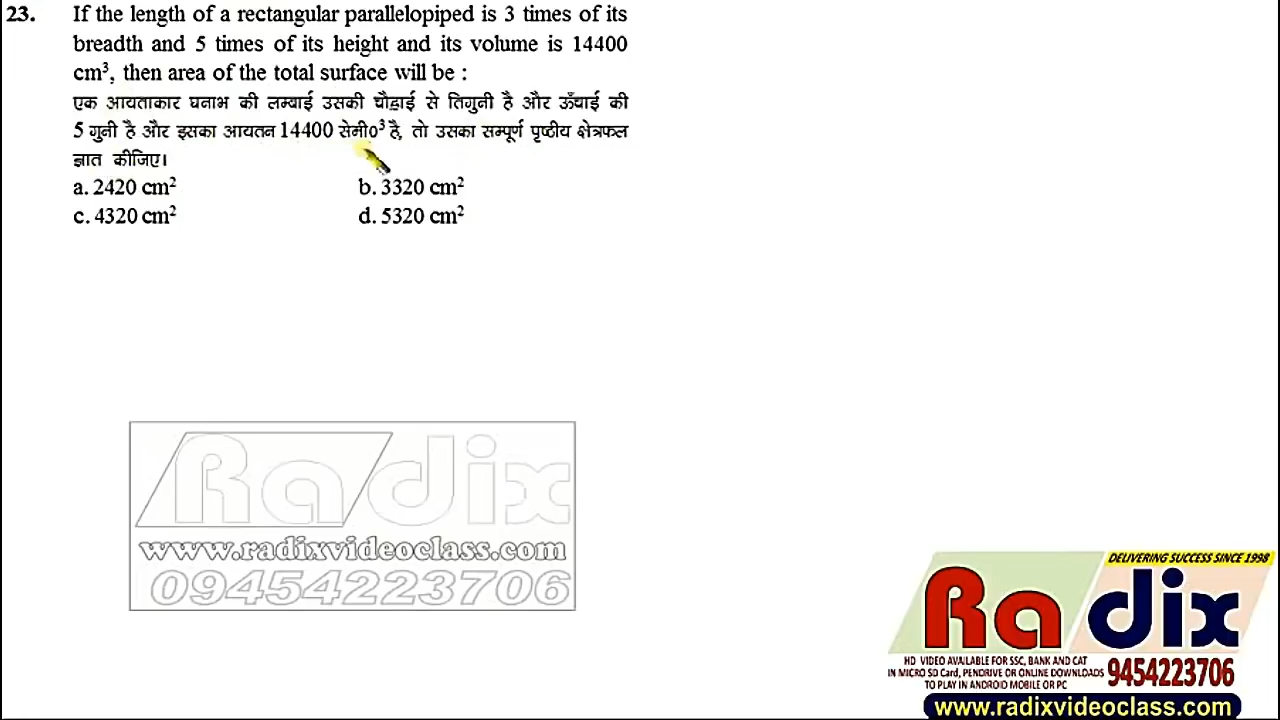 23. If the length of a rectangular parallelopiped is 3 times of its
breadth and 5 times of its height and its volume is 14400
cm³, then area of the total surface will be :
एक आयताकार घनाभ की लम्बाई उसकी चौड़ाई से तिगुनी है और ऊँचाई की
5 गुनी है और इसका आयतन 14400 सेमी०³ है, तो उसका सम्पूर्ण पृष्ठीय क्षेत्रफल
ज्ञात कीजिए।
a. 2420 cm² b. 3320 cm²
c. 4320 cm² d. 5320 cm²
Radix
www.radixvideoclass.com
09454223706
DELIVERING SUCCESS SINCE 1998
Radix
HD VIDEO AVAILABLE FOR SSC, BANK AND CAT
IN MICRO SD Card, PENDRIVE OR ONLINE DOWNLOADS
TO PLAY IN ANDROID MOBILE OR PC
9454223706
www.radixvideoclass.com